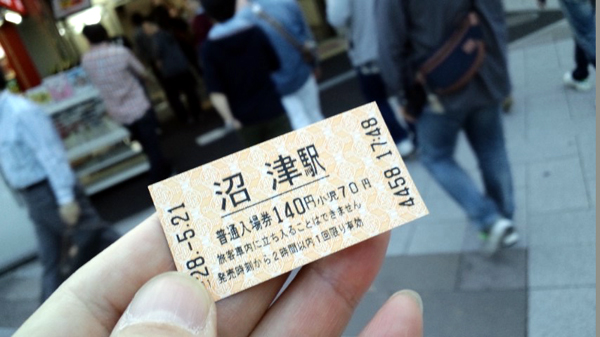 沼津駅
普通入場券140円小児70円
旅客車内に立ち入ることはできません
発売時刻から2時間以内1回限り有効
28-5.21
4458 17:48